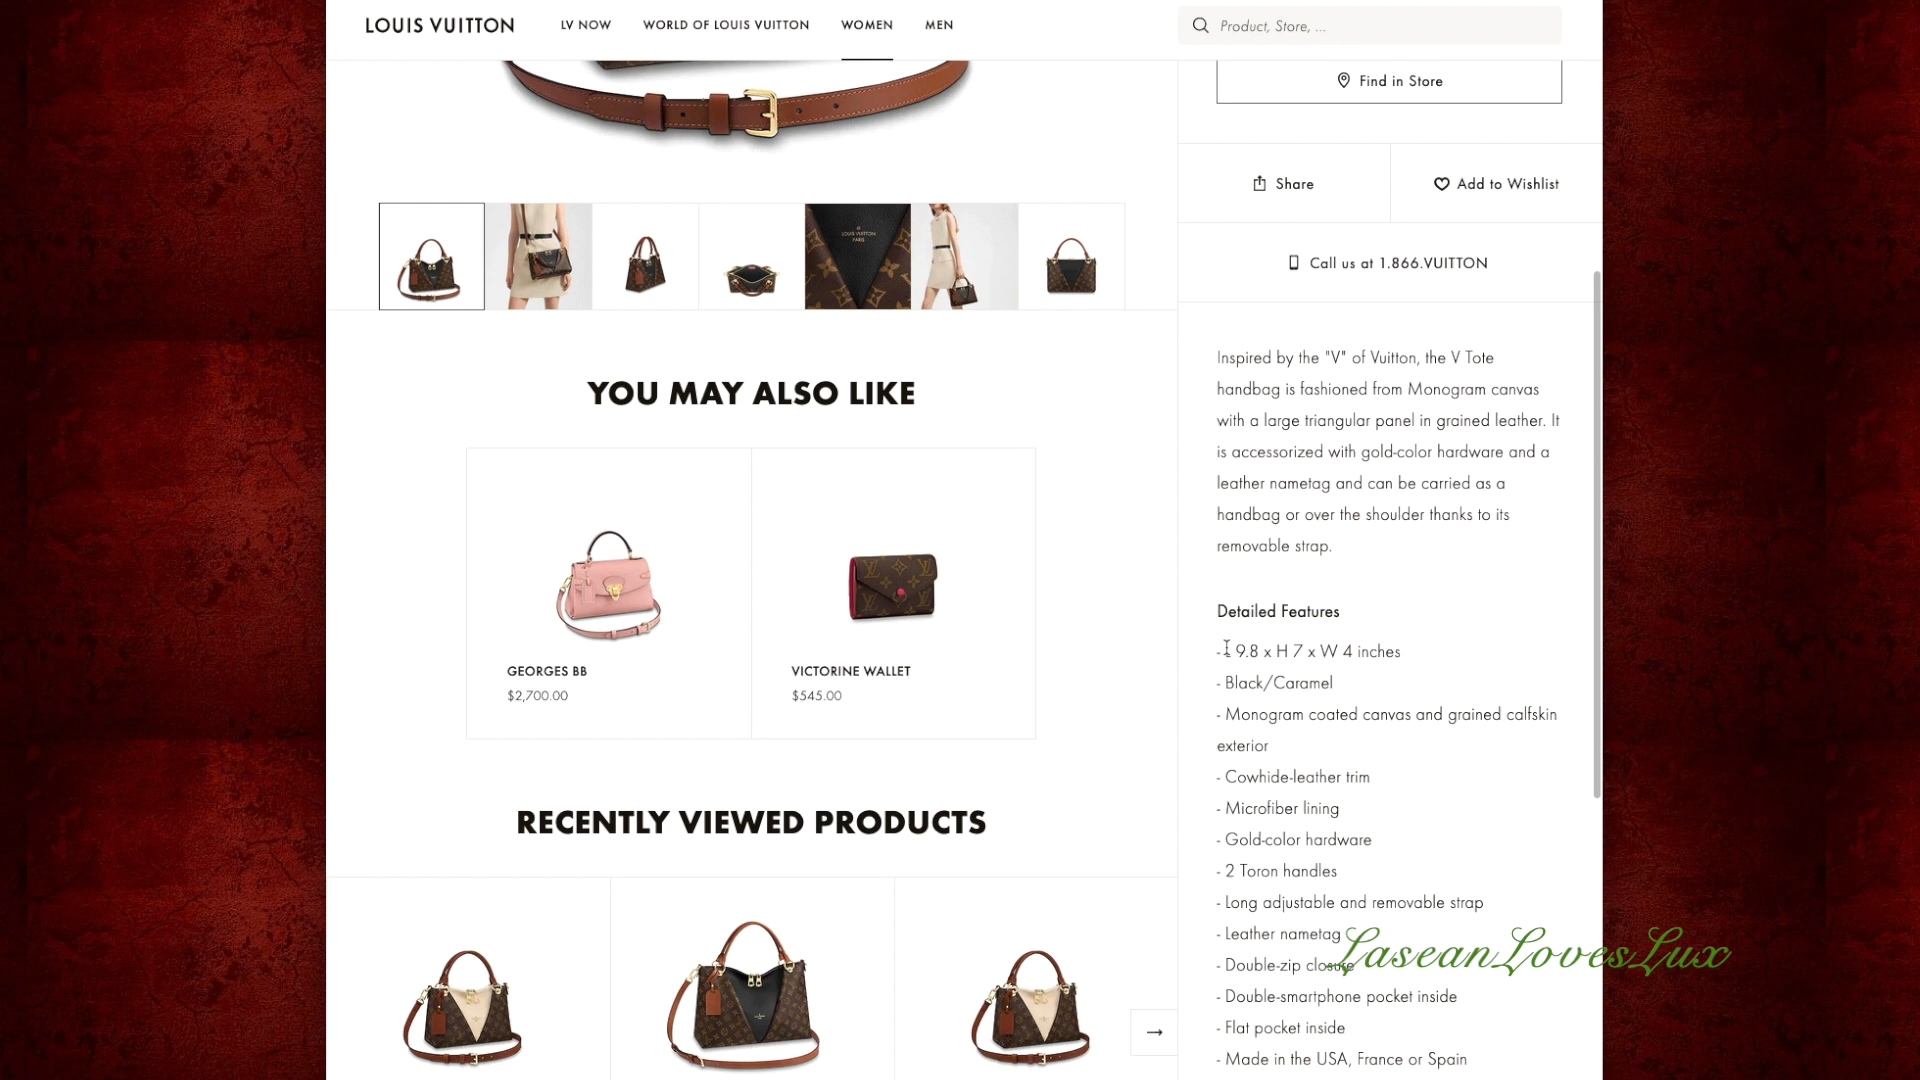 LOUIS VUITTON
LV NOW
WORLD OF LOUIS VUITTON
WOMEN
MEN
Product, Store, ...
Find in Store
Share
Add to Wishlist
Call us at 1.866.VUITTON
LOUIS VUITTON
PARIS
YOU MAY ALSO LIKE
GEORGES BB
$2,700.00
VICTORINE WALLET
$545.00
RECENTLY VIEWED PRODUCTS
Inspired by the "V" of Vuitton, the V Tote
handbag is fashioned from Monogram canvas
with a large triangular panel in grained leather. It
is accessorized with gold-color hardware and a
leather nametag and can be carried as a
handbag or over the shoulder thanks to its
removable strap.
Detailed Features
- 9.8 x H 7 x W 4 inches
- Black/Caramel
- Monogram coated canvas and grained calfskin
exterior
- Cowhide-leather trim
- Microfiber lining
- Gold-color hardware
- 2 Toron handles
- Long adjustable and removable strap
- Leather nametag
- Double-zip closure
- Double-smartphone pocket inside
- Flat pocket inside
- Made in the USA, France or Spain
LaseanLovesLux